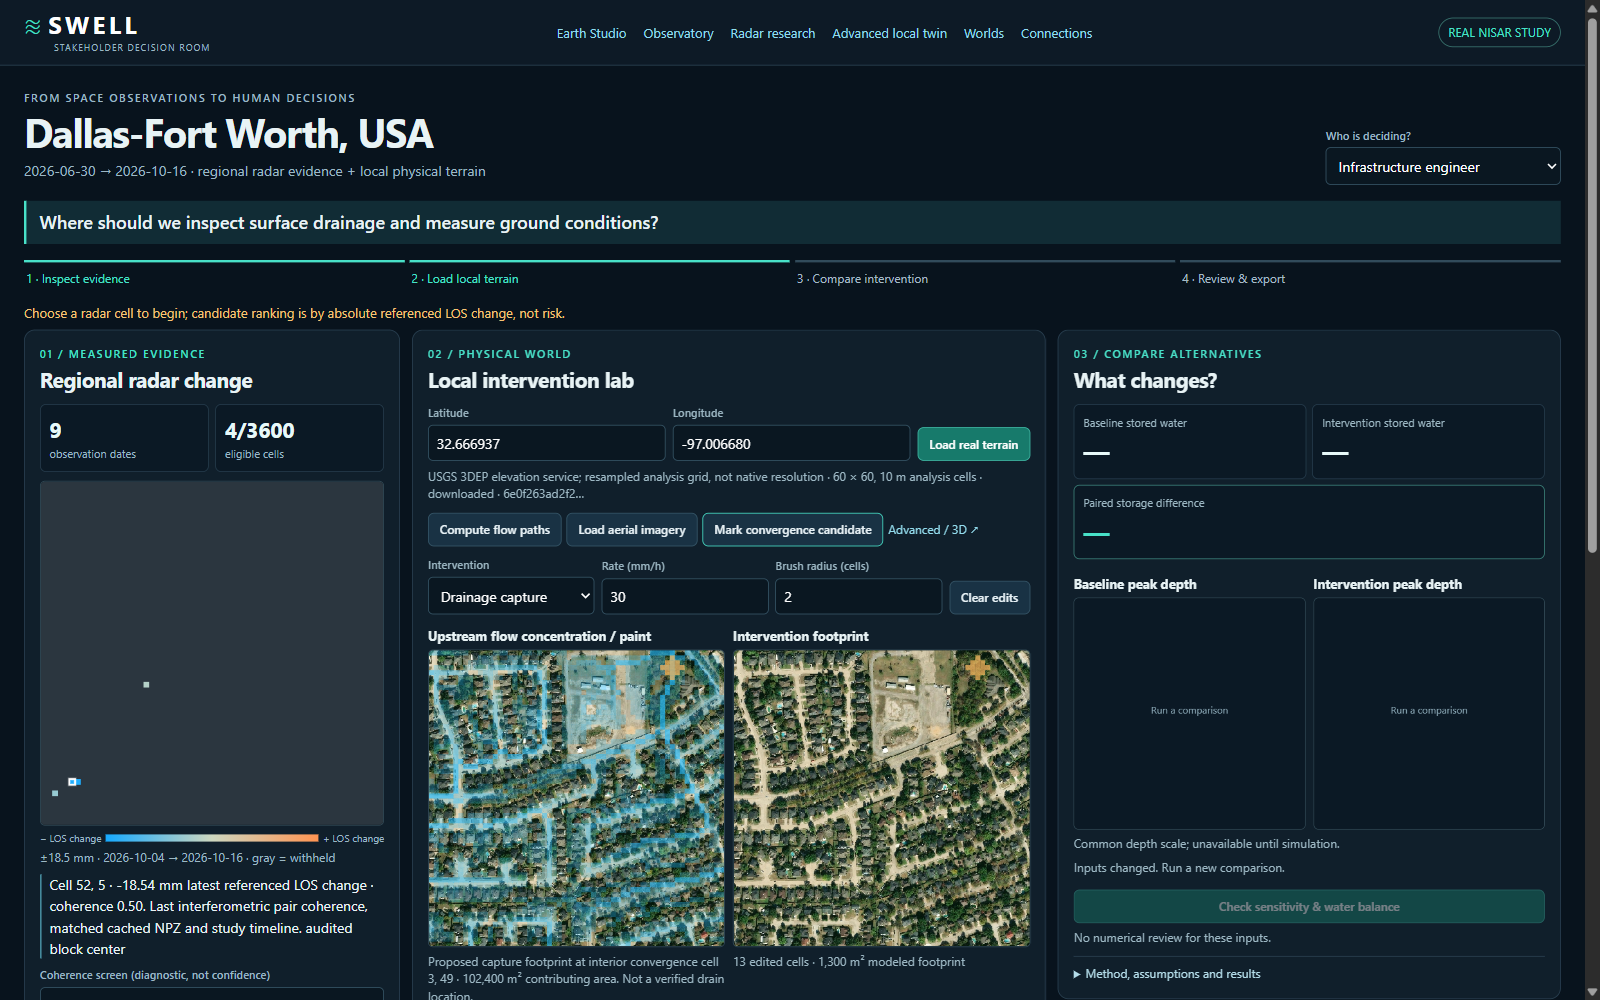 SWELL
STAKEHOLDER DECISION ROOM
Earth Studio Observatory Radar research Advanced local twin Worlds Connections
REAL NISAR STUDY
FROM SPACE OBSERVATIONS TO HUMAN DECISIONS
Dallas-Fort Worth, USA
2026-06-30 → 2026-10-16 · regional radar evidence + local physical terrain
Who is deciding?
Infrastructure engineer
Where should we inspect surface drainage and measure ground conditions?
1 · Inspect evidence
2 · Load local terrain
3 · Compare intervention
4 · Review & export
Choose a radar cell to begin; candidate ranking is by absolute referenced LOS change, not risk.
01 / MEASURED EVIDENCE
Regional radar change
9
observation dates
4/3600
eligible cells
− LOS change
+ LOS change
±18.5 mm · 2026-10-04 → 2026-10-16 · gray = withheld
Cell 52, 5 · -18.54 mm latest referenced LOS change ·
coherence 0.50. Last interferometric pair coherence,
matched cached NPZ and study timeline. audited
block center
Coherence screen (diagnostic, not confidence)
02 / PHYSICAL WORLD
Local intervention lab
Latitude
Longitude
32.666937
-97.006680
Load real terrain
USGS 3DEP elevation service; resampled analysis grid, not native resolution · 60 × 60, 10 m analysis cells ·
downloaded · 6e0f263ad2f2...
Compute flow paths
Load aerial imagery
Mark convergence candidate
Advanced / 3D ↗
Intervention
Rate (mm/h)
Brush radius (cells)
Drainage capture
30
2
Clear edits
Upstream flow concentration / paint
Intervention footprint
Proposed capture footprint at interior convergence cell
3, 49 · 102,400 m² contributing area. Not a verified drain
location.
13 edited cells · 1,300 m² modeled footprint
03 / COMPARE ALTERNATIVES
What changes?
Baseline stored water
—
Intervention stored water
—
Paired storage difference
—
Baseline peak depth
Intervention peak depth
Run a comparison
Run a comparison
Common depth scale; unavailable until simulation.
Inputs changed. Run a new comparison.
Check sensitivity & water balance
No numerical review for these inputs.
▶ Method, assumptions and results